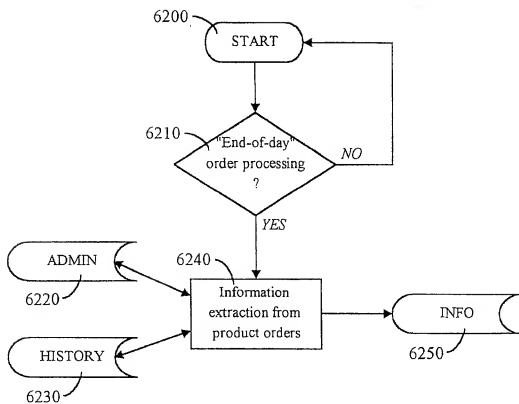 6200
START
6210
"End-of-day"
order processing
?
NO
YES
ADMIN
6220
6240
Information
extraction from
product orders
INFO
6250
HISTORY
6230